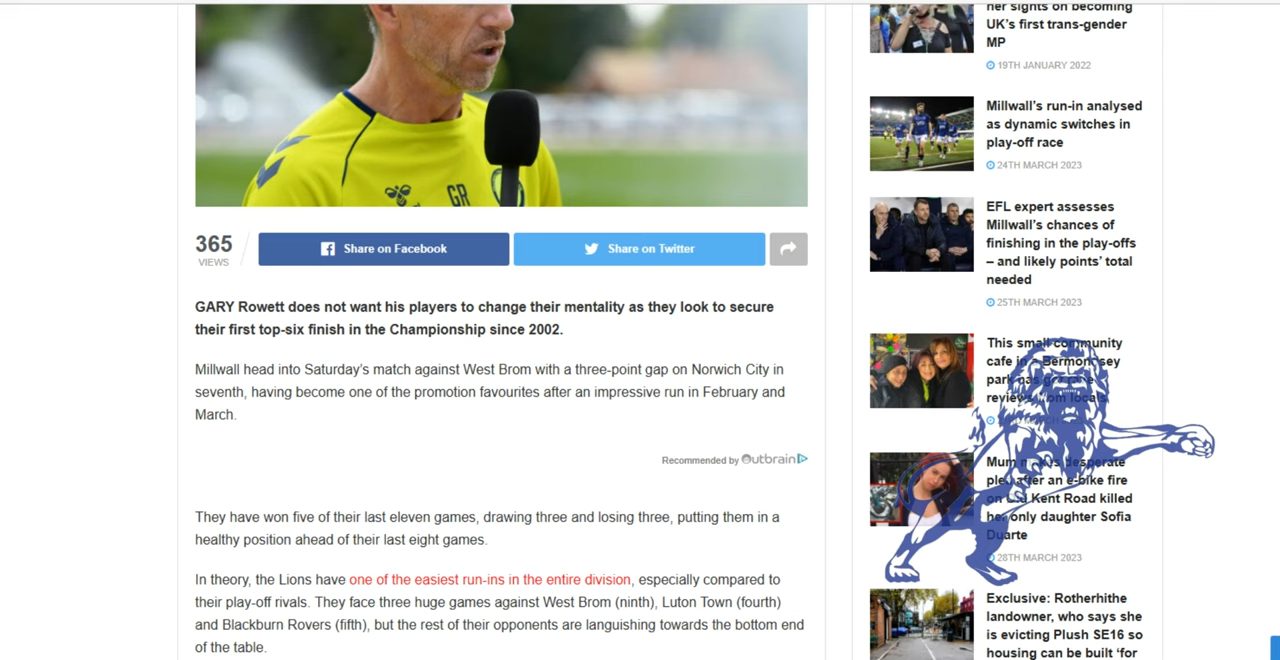 GR
365
VIEWS
Share on Facebook
Share on Twitter
GARY Rowett does not want his players to change their mentality as they look to secure
their first top-six finish in the Championship since 2002.
Millwall head into Saturday's match against West Brom with a three-point gap on Norwich City in
seventh, having become one of the promotion favourites after an impressive run in February and
March.
Recommended by Outbrain
They have won five of their last eleven games, drawing three and losing three, putting them in a
healthy position ahead of their last eight games.
In theory, the Lions have one of the easiest run-ins in the entire division, especially compared to
their play-off rivals. They face three huge games against West Brom (ninth), Luton Town (fourth)
and Blackburn Rovers (fifth), but the rest of their opponents are languishing towards the bottom end
of the table.
her sights on becoming
UK's first trans-gender
MP
19TH JANUARY 2022
Millwall's run-in analysed
as dynamic switches in
play-off race
24TH MARCH 2023
EFL expert assesses
Millwall's chances of
finishing in the play-offs
– and likely points' total
needed
25TH MARCH 2023
This small community
cafe in a Bermondsey
park
reviews from locals
Mum desperate
plea after an e-bike fire
on Old Kent Road killed
her only daughter Sofia
Duarte
28TH MARCH 2023
Exclusive: Rotherhithe
landowner, who says she
is evicting Plush SE16 so
housing can be built 'for